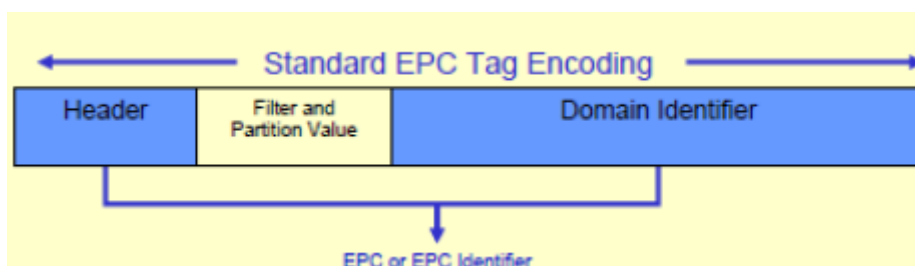 Standard EPC Tag Encoding
Header
Filter and
Partition Value
Domain Identifier
EPC or EPC Identifier